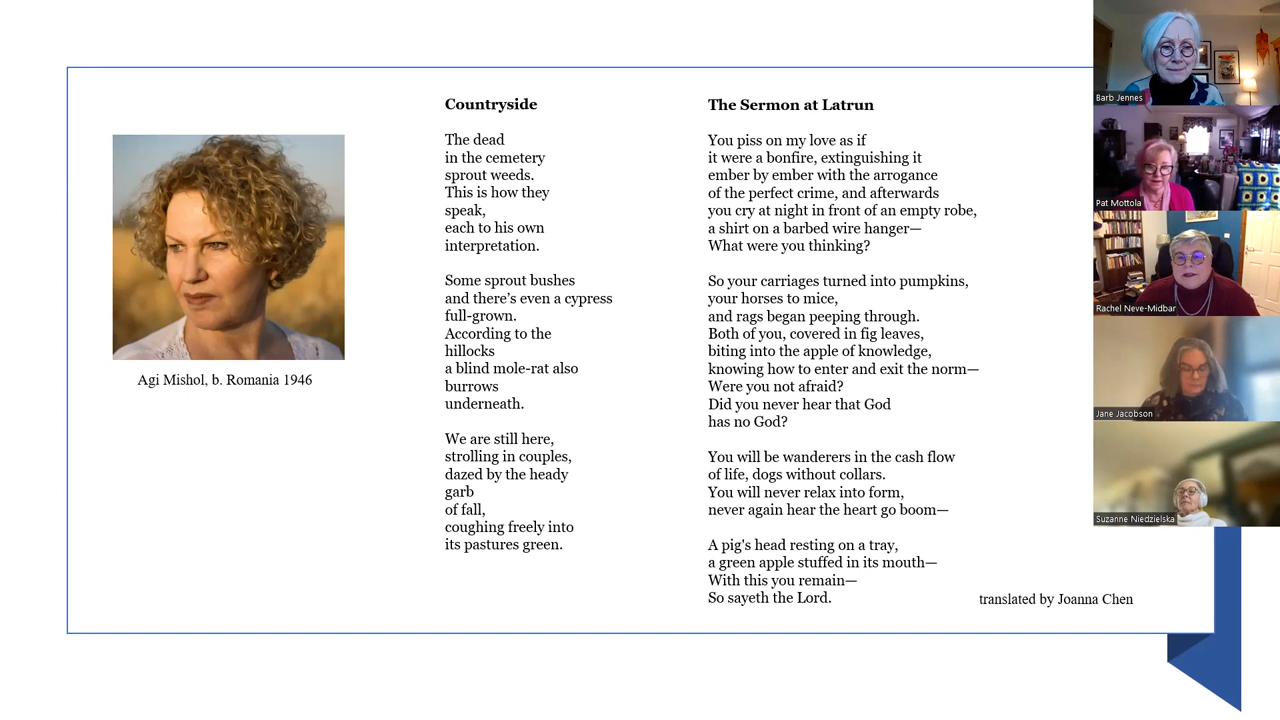 Countryside
The dead
in the cemetery
sprout weeds.
This is how they
speak,
each to his own
interpretation.
Some sprout bushes
and there's even a cypress
full-grown.
According to the
hillocks
a blind mole-rat also
burrows
underneath.
We are still here,
strolling in couples,
dazed by the heady
garb
of fall,
coughing freely into
its pastures green.
The Sermon at Latrun
You piss on my love as if
it were a bonfire, extinguishing it
ember by ember with the arrogance
of the perfect crime, and afterwards
you cry at night in front of an empty robe,
a shirt on a barbed wire hanger—
What were you thinking?
So your carriages turned into pumpkins,
your horses to mice,
and rags began peeping through.
Both of you, covered in fig leaves,
biting into the apple of knowledge,
knowing how to enter and exit the norm—
Were you not afraid?
Did you never hear that God
has no God?
You will be wanderers in the cash flow
of life, dogs without collars.
You will never relax into form,
never again hear the heart go boom—
A pig's head resting on a tray,
a green apple stuffed in its mouth—
With this you remain—
So sayeth the Lord.
translated by Joanna Chen
Agi Mishol, b. Romania 1946
Barb Jennes
Pat Mottola
Rachel Neve-Midbar
Jane Jacobson
Suzanne Niedzielska